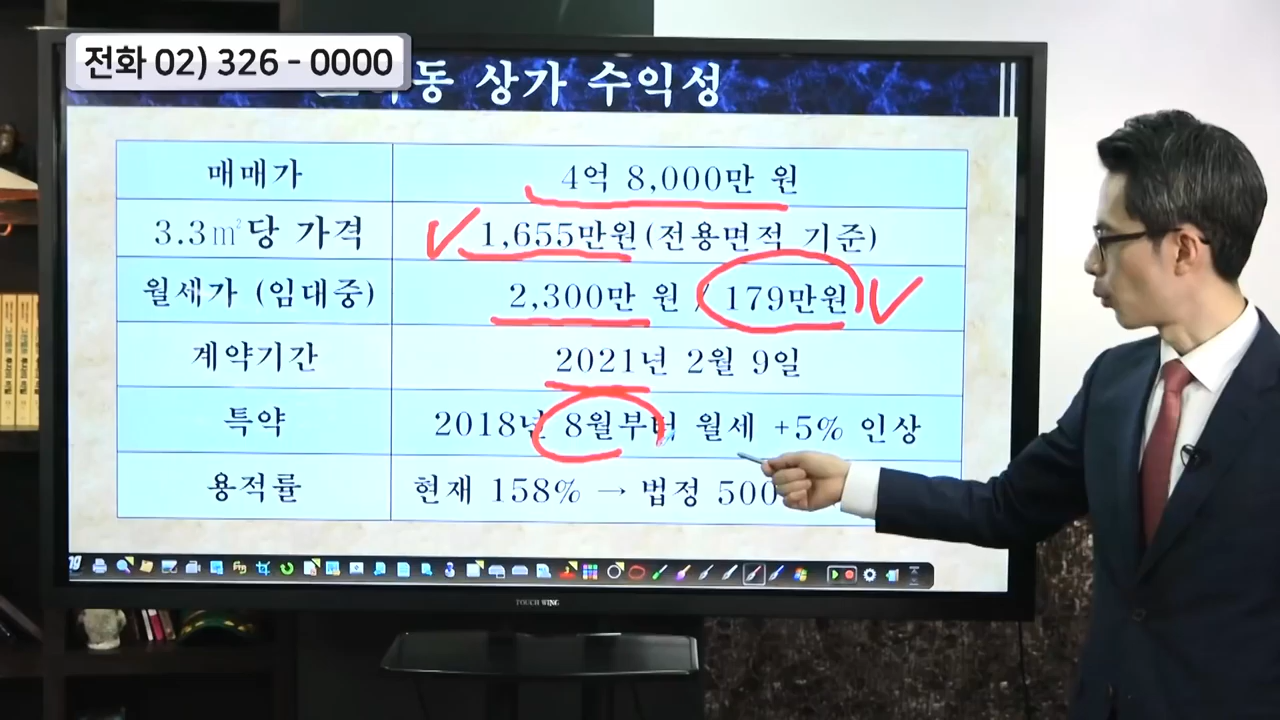 전화 02) 326 - 0000
동 상가 수익성
매매가 4억 8,000만 원
3.3㎡당 가격 1,655만원(전용면적 기준)
월세가 (임대중) 2,300만 원 / 179만원
계약기간 2021년 2월 9일
특약 2018년 8월부터 월세 +5% 인상
용적률 현재 158% → 법정 500
TOUCH WING